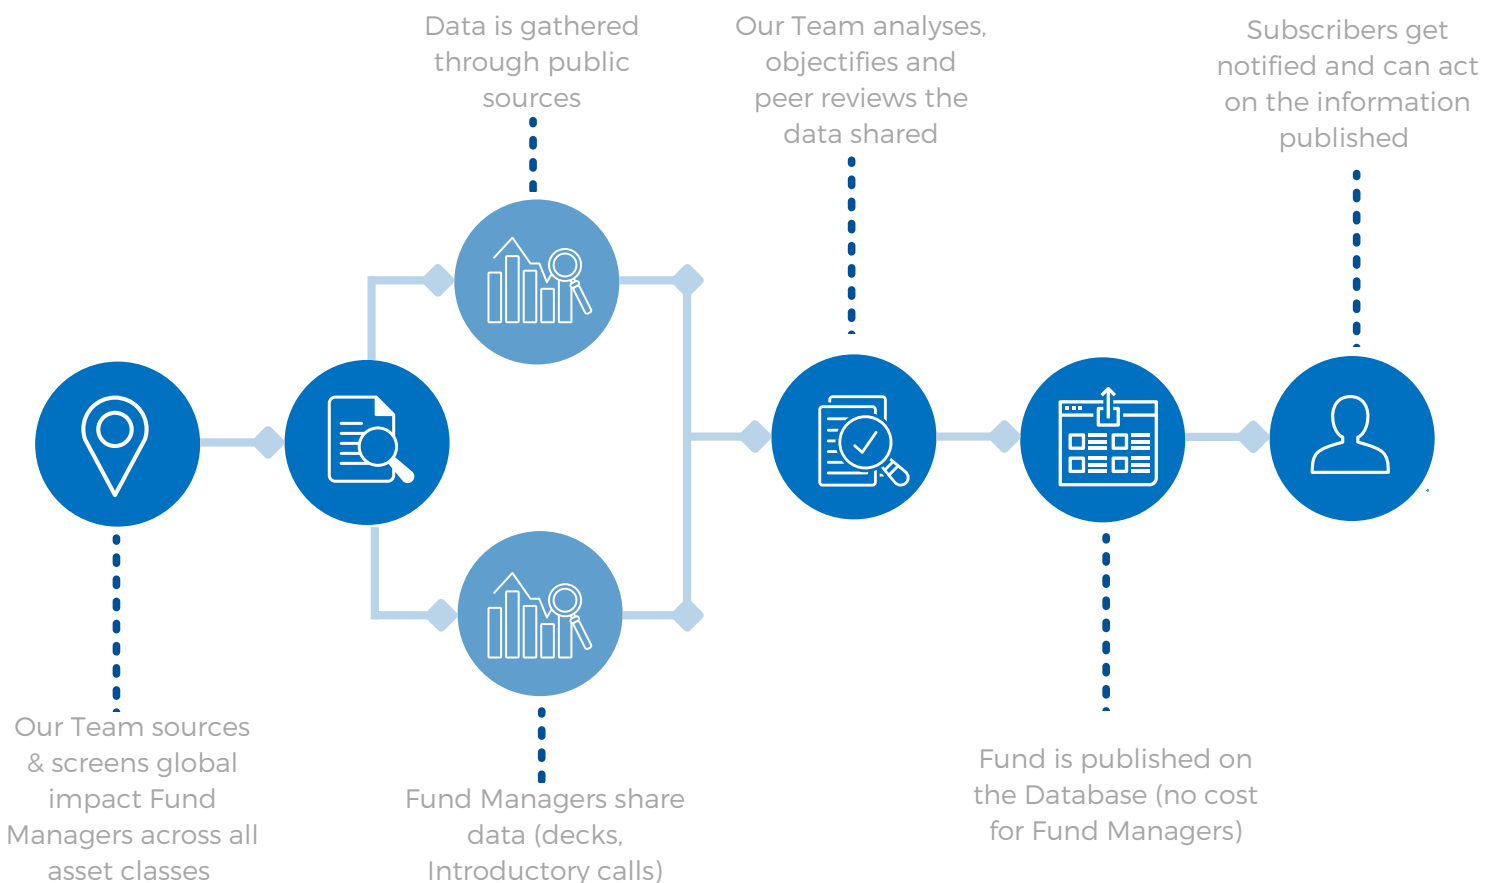 Data is gathered
through public
sources
Our Team analyses,
objectifies and
peer reviews the
data shared
Subscribers get
notified and can act
on the information
published
Our Team sources
& screens global
impact Fund
Managers across all
asset classes
Fund Managers share
data (decks,
Introductory calls)
Fund is published on
the Database (no cost
for Fund Managers)